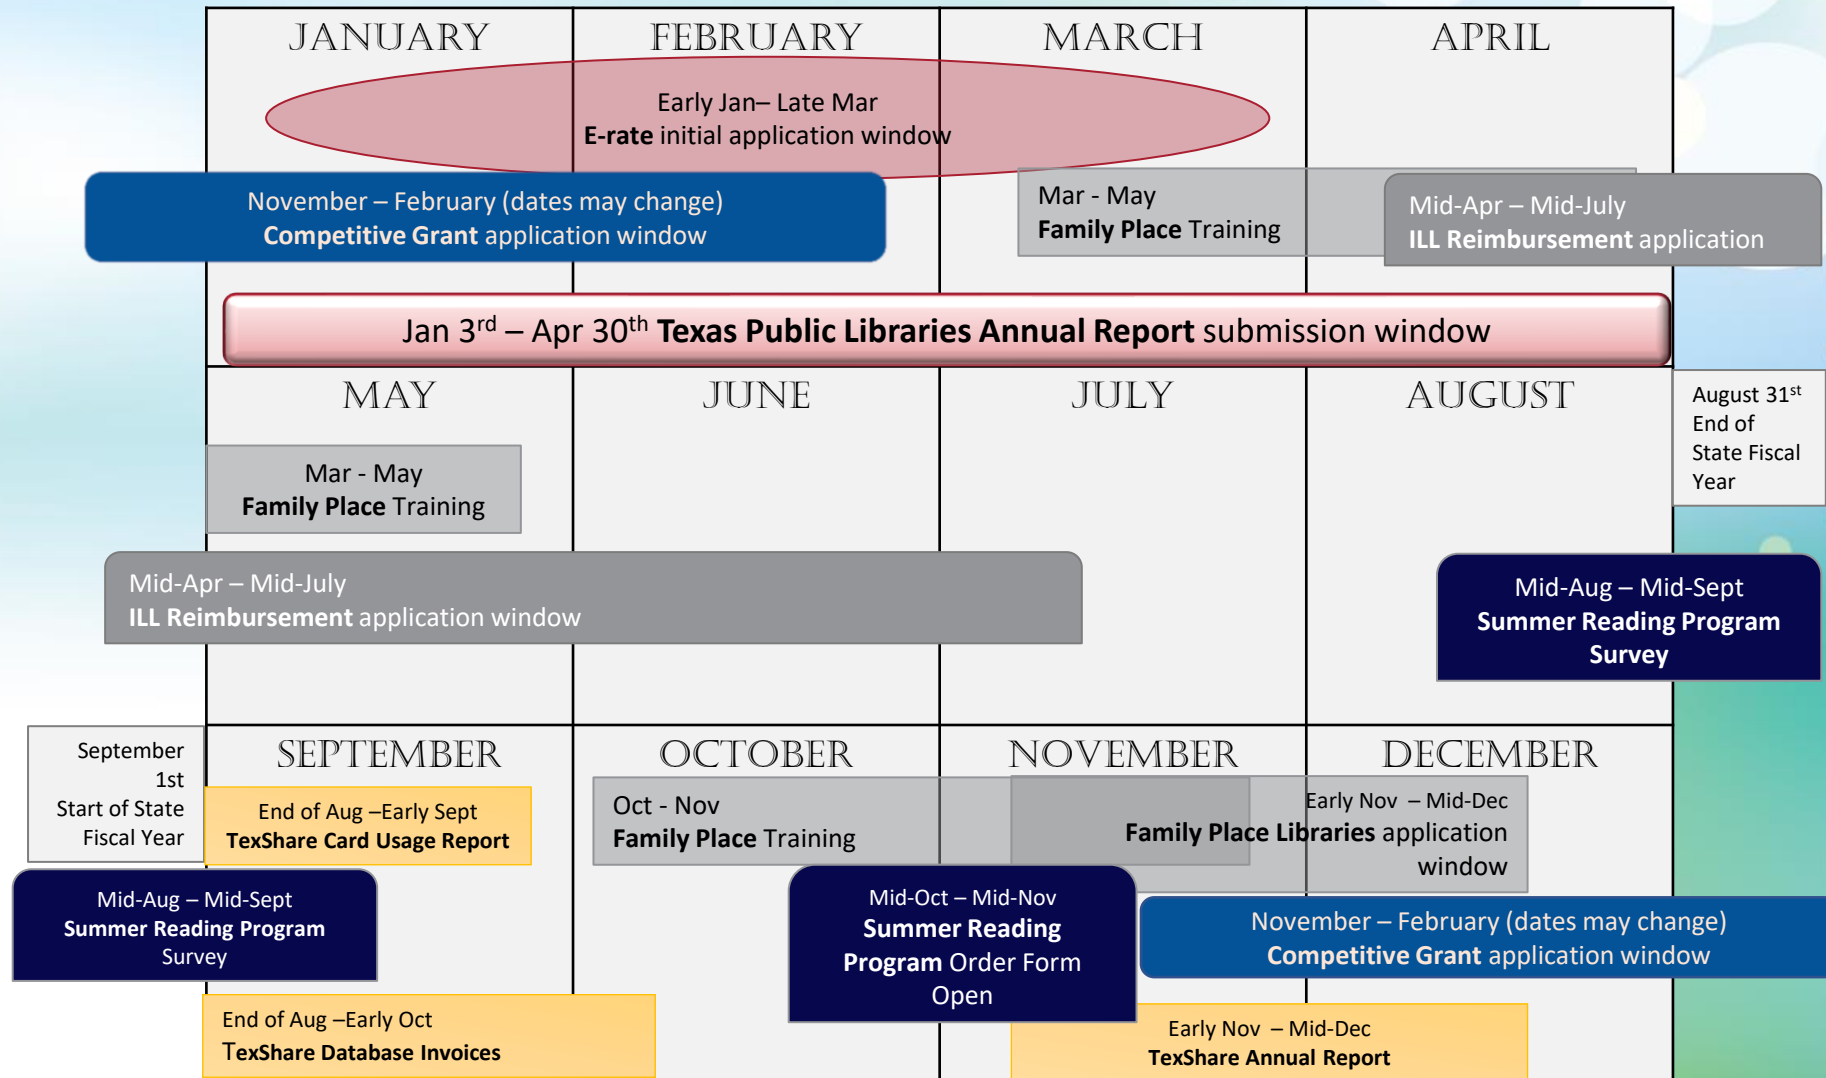 JANUARY
FEBRUARY
MARCH
APRIL
Early Jan– Late Mar
E-rate initial application window
November – February (dates may change)
Competitive Grant application window
Mar - May
Family Place Training
Mid-Apr – Mid-July
ILL Reimbursement application
Jan 3rd – Apr 30th Texas Public Libraries Annual Report submission window
MAY
JUNE
JULY
AUGUST
August 31st
End of
State Fiscal
Year
Mar - May
Family Place Training
Mid-Apr – Mid-July
ILL Reimbursement application window
Mid-Aug – Mid-Sept
Summer Reading Program
Survey
September
1st
Start of State
Fiscal Year
SEPTEMBER
OCTOBER
NOVEMBER
DECEMBER
End of Aug –Early Sept
TexShare Card Usage Report
Oct - Nov
Family Place Training
Early Nov – Mid-Dec
Family Place Libraries application
window
Mid-Aug – Mid-Sept
Summer Reading Program
Survey
Mid-Oct – Mid-Nov
Summer Reading
Program Order Form
Open
November – February (dates may change)
Competitive Grant application window
End of Aug –Early Oct
TexShare Database Invoices
Early Nov – Mid-Dec
TexShare Annual Report